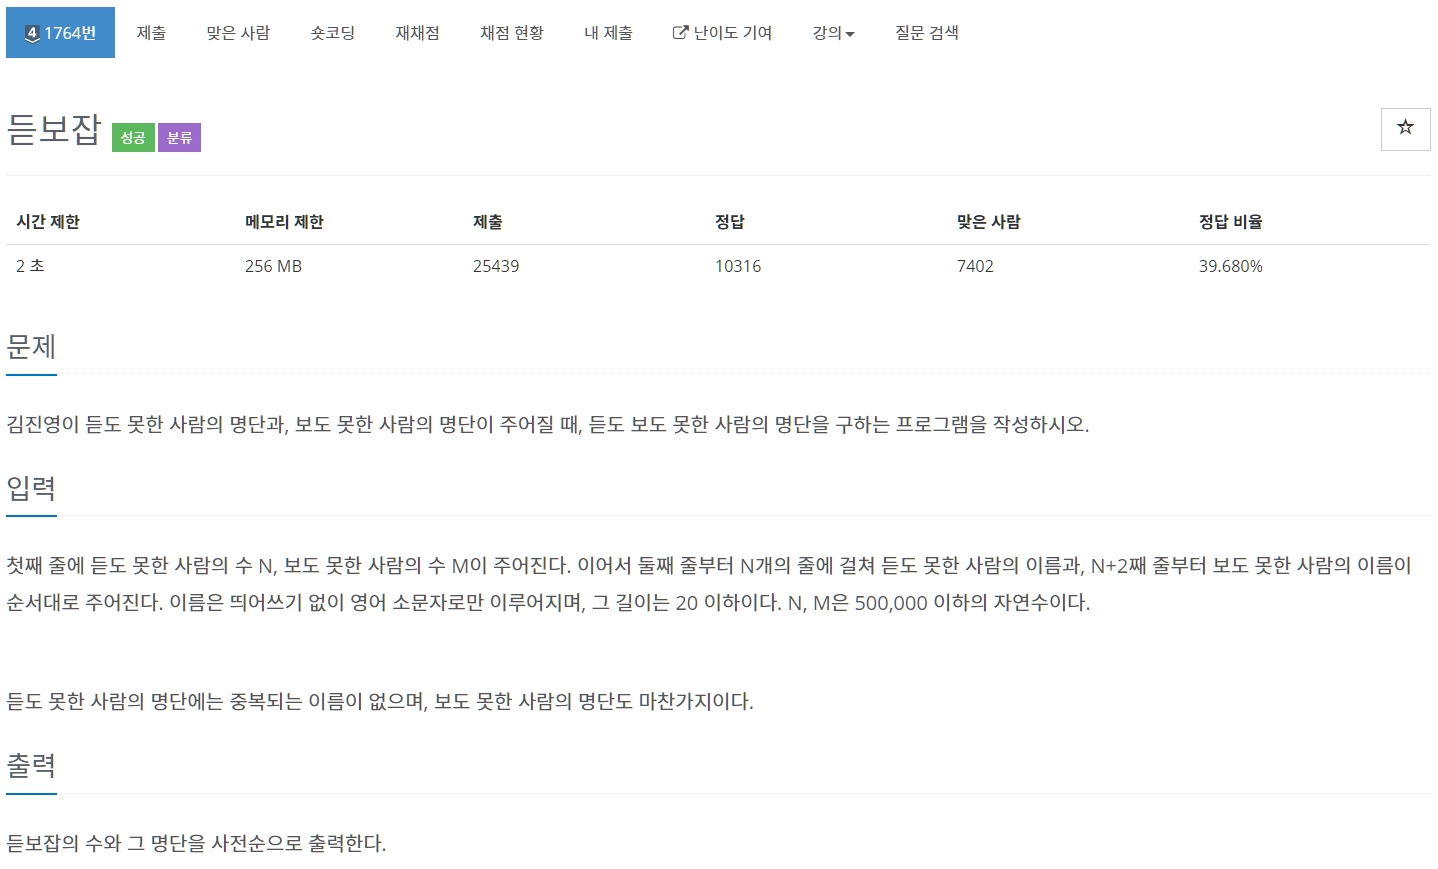 4 1764번 제출 맞은 사람 숏코딩 재채점 채점 현황 내 제출 난이도 기여 강의 질문 검색
듣보잡 성공 분류
시간 제한 메모리 제한 제출 정답 맞은 사람 정답 비율
2 초 256 MB 25439 10316 7402 39.680%
문제
김진영이 듣도 못한 사람의 명단과, 보도 못한 사람의 명단이 주어질 때, 듣도 보도 못한 사람의 명단을 구하는 프로그램을 작성하시오.
입력
첫째 줄에 듣도 못한 사람의 수 N, 보도 못한 사람의 수 M이 주어진다. 이어서 둘째 줄부터 N개의 줄에 걸쳐 듣도 못한 사람의 이름과, N+2째 줄부터 보도 못한 사람의 이름이
순서대로 주어진다. 이름은 띄어쓰기 없이 영어 소문자로만 이루어지며, 그 길이는 20 이하이다. N, M은 500,000 이하의 자연수이다.
듣도 못한 사람의 명단에는 중복되는 이름이 없으며, 보도 못한 사람의 명단도 마찬가지이다.
출력
듣보잡의 수와 그 명단을 사전순으로 출력한다.